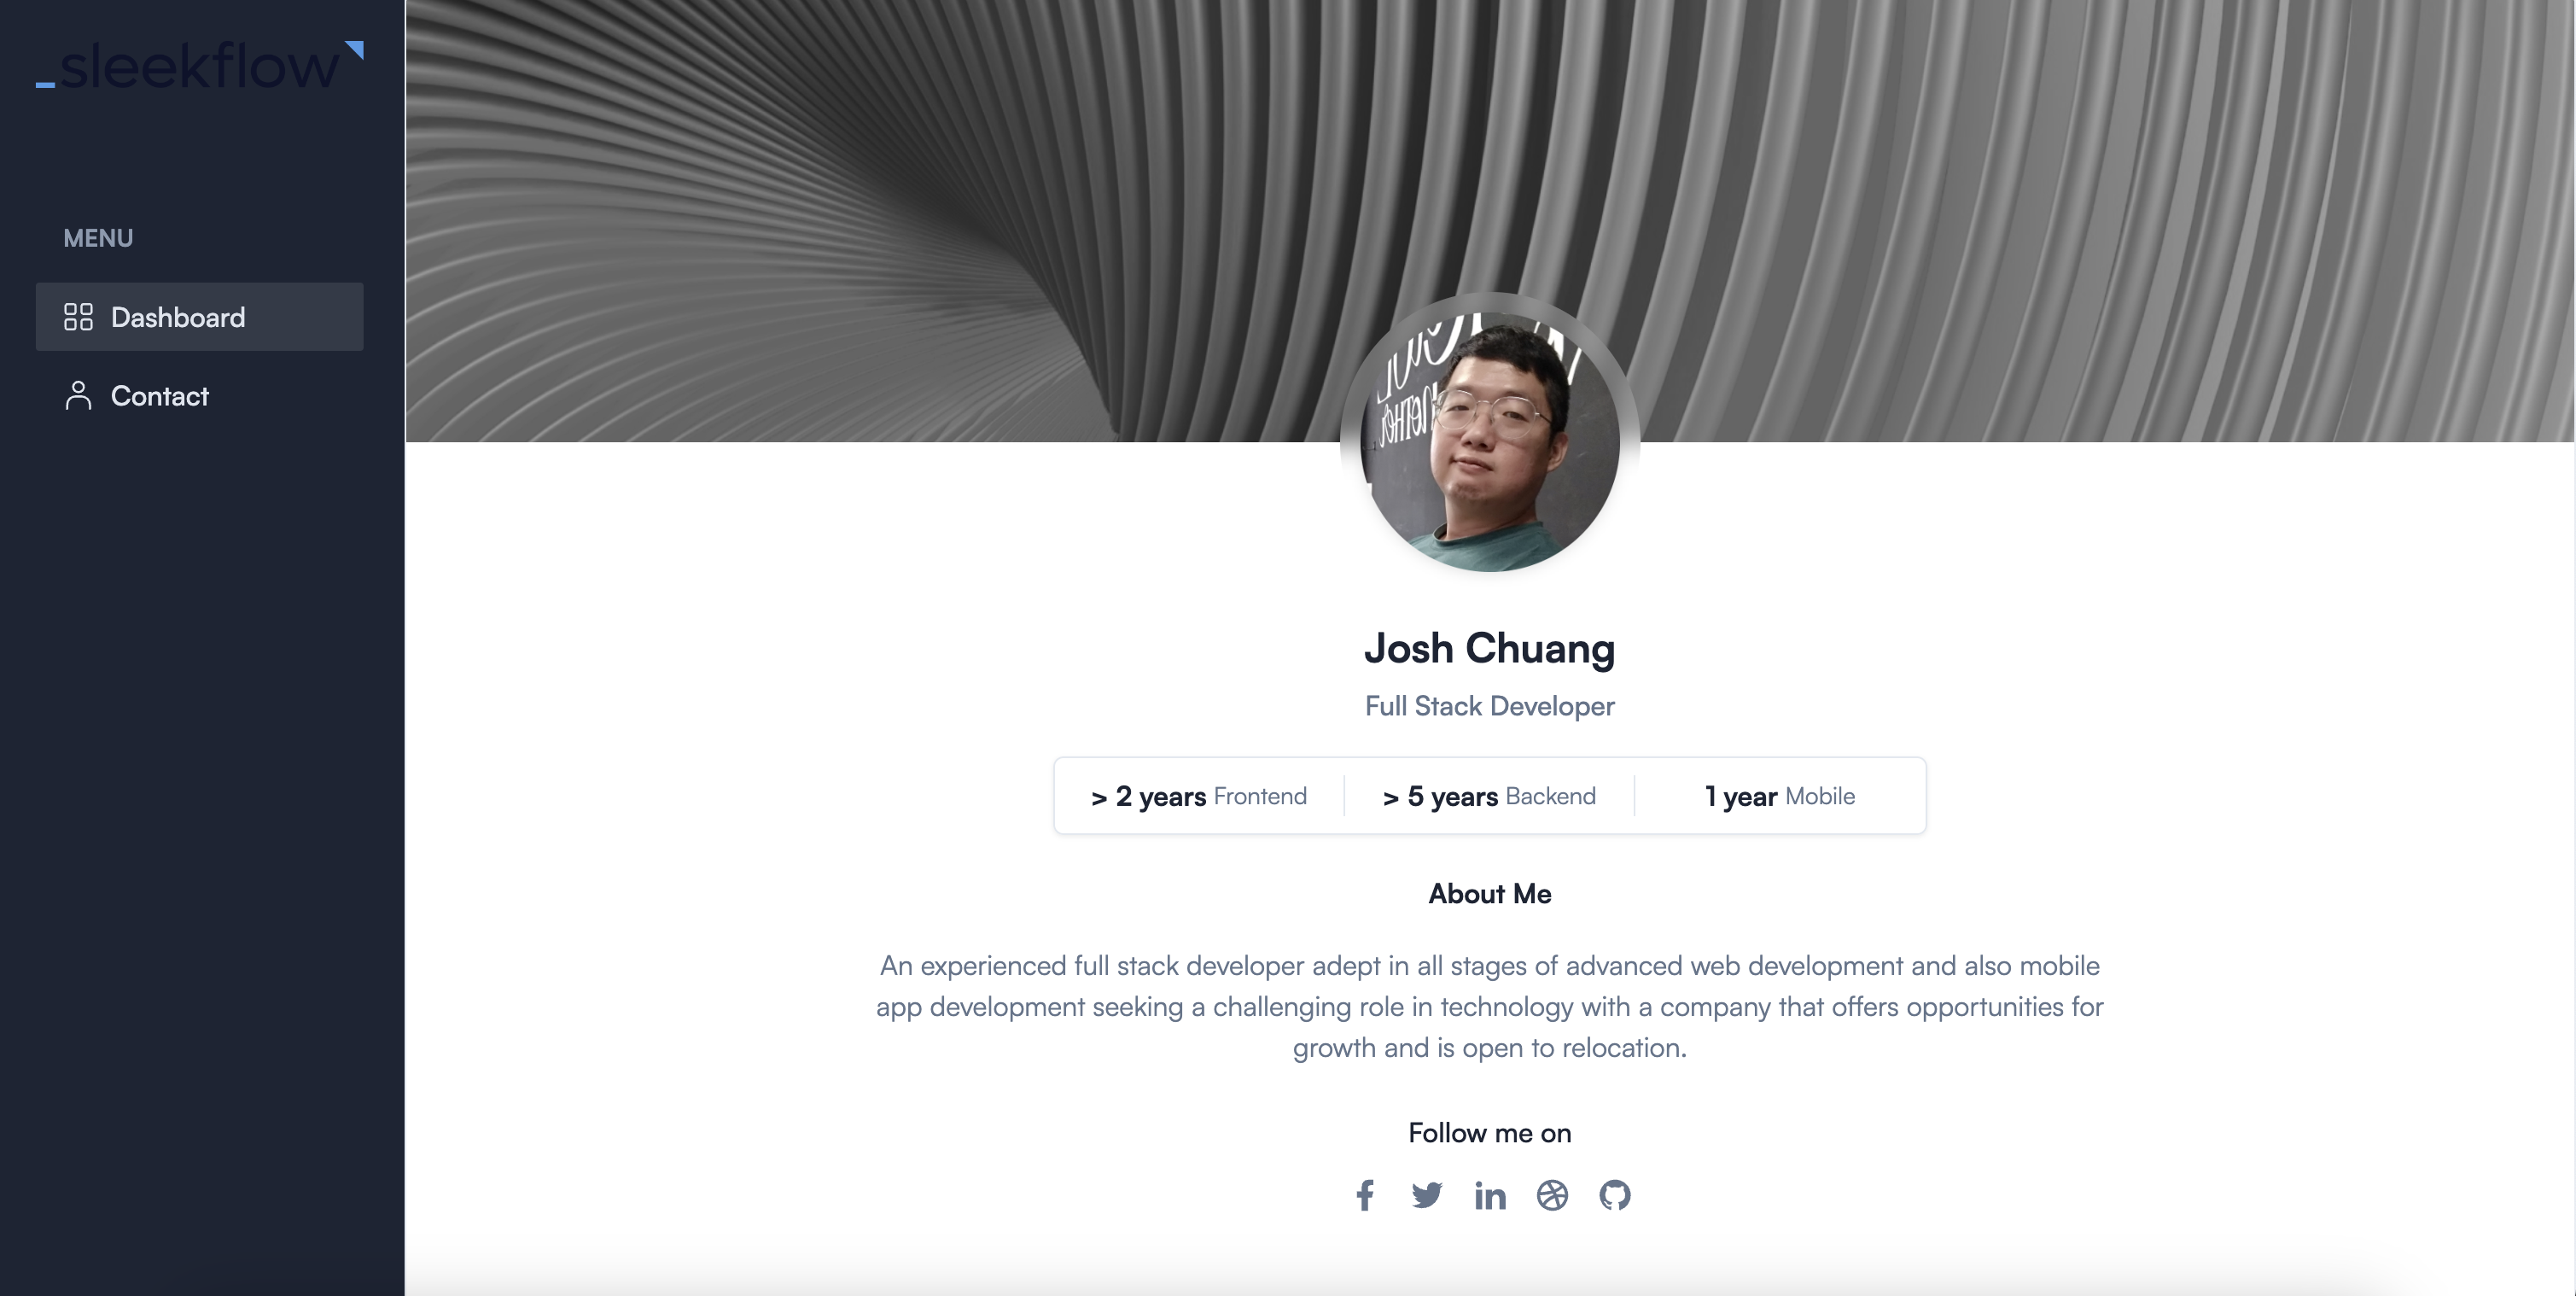 sleekflow
MENU
Dashboard
Contact
Josh Chuang
Full Stack Developer
> 2 years Frontend
> 5 years Backend
1 year Mobile
About Me
An experienced full stack developer adept in all stages of advanced web development and also mobile
app development seeking a challenging role in technology with a company that offers opportunities for
growth and is open to relocation.
Follow me on